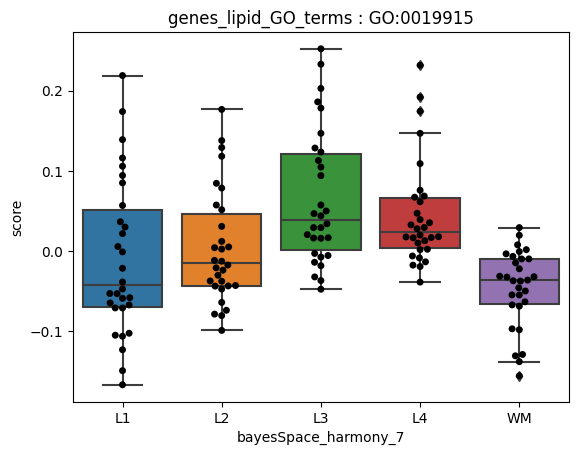 genes_lipid_GO_terms : GO:0019915
score
0.2
0.1
0.0
−0.1
L1 L2 L3 L4 WM
bayesSpace_harmony_7